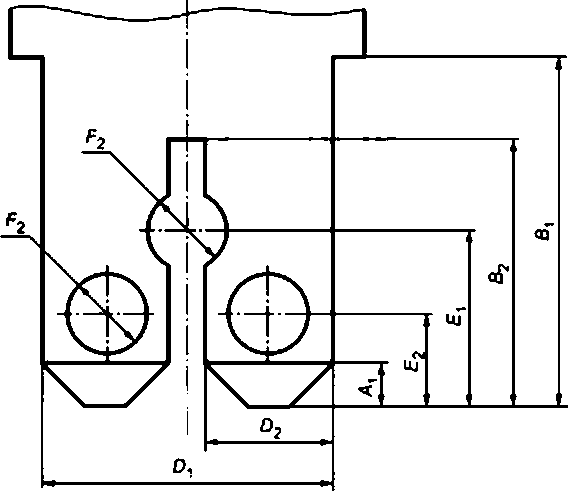 F₂
F₂
B₁
B₂
E₁
E₂
A₁
D₂
D₁